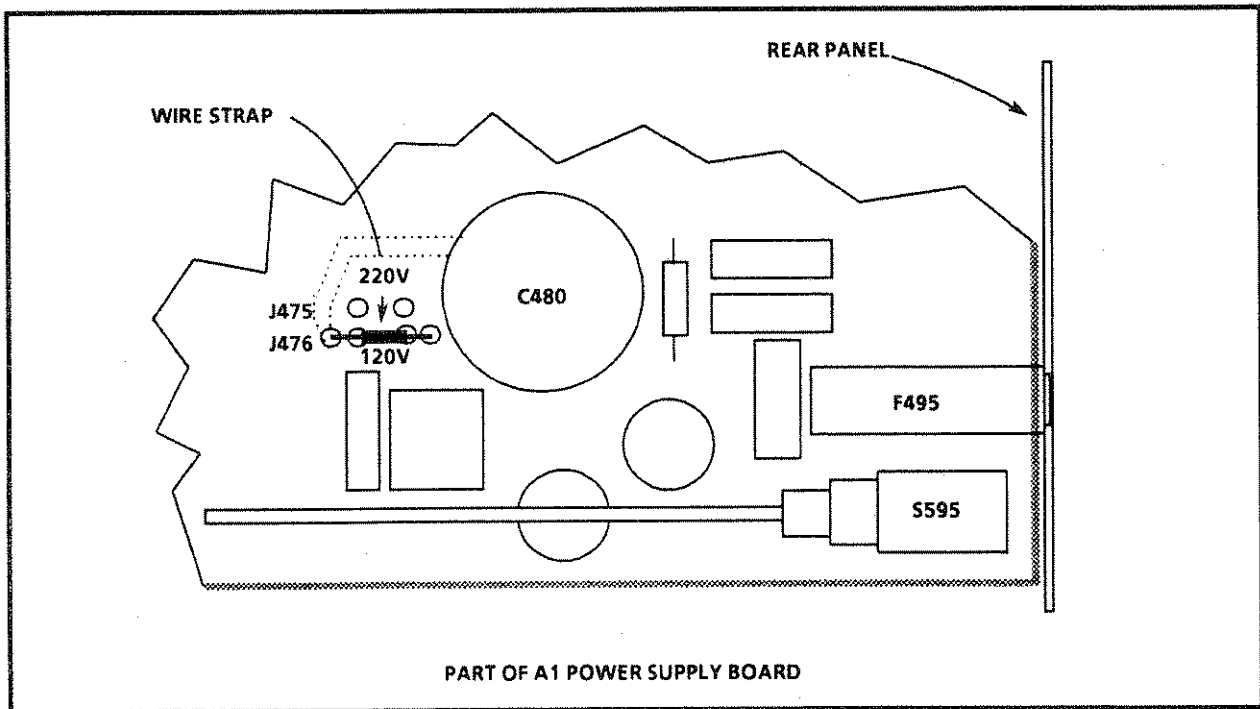 REAR PANEL
WIRE STRAP
220V
C480
J475
J476
120V
F495
S595
PART OF A1 POWER SUPPLY BOARD